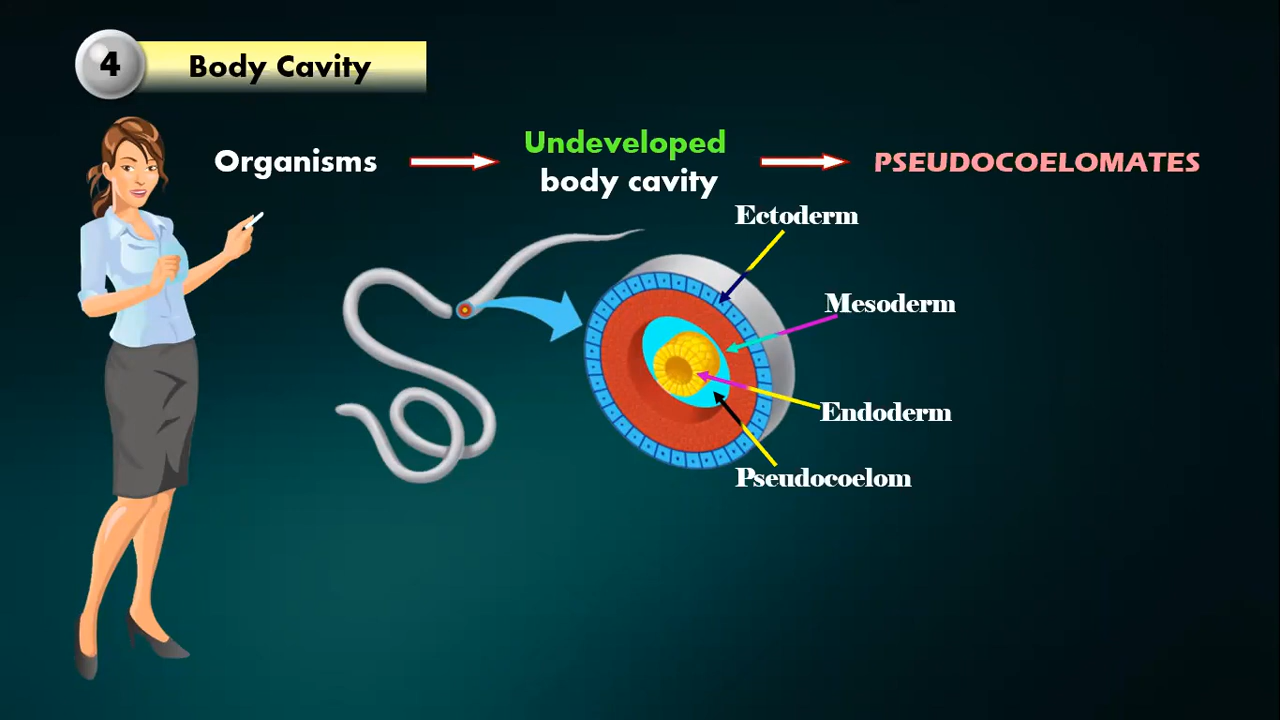 4
Body Cavity
Organisms
Undeveloped
body cavity
PSEUDOCOELOMATES
Ectoderm
Mesoderm
Endoderm
Pseudocoelom